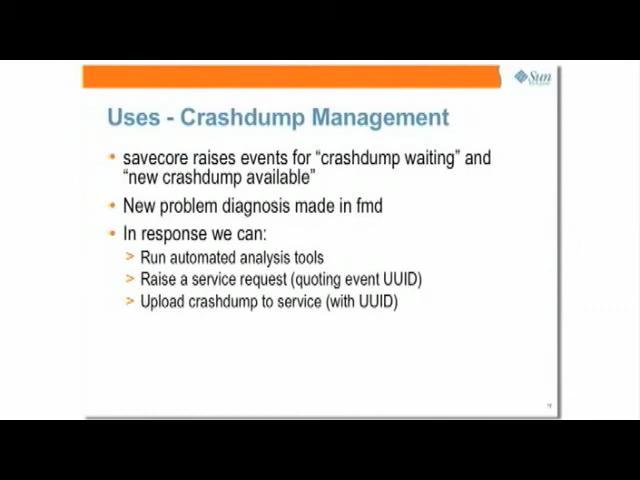 Sun
Uses - Crashdump Management
• savecore raises events for “crashdump waiting” and
“new crashdump available”
• New problem diagnosis made in fmd
• In response we can:
> Run automated analysis tools
> Raise a service request (quoting event UUID)
> Upload crashdump to service (with UUID)